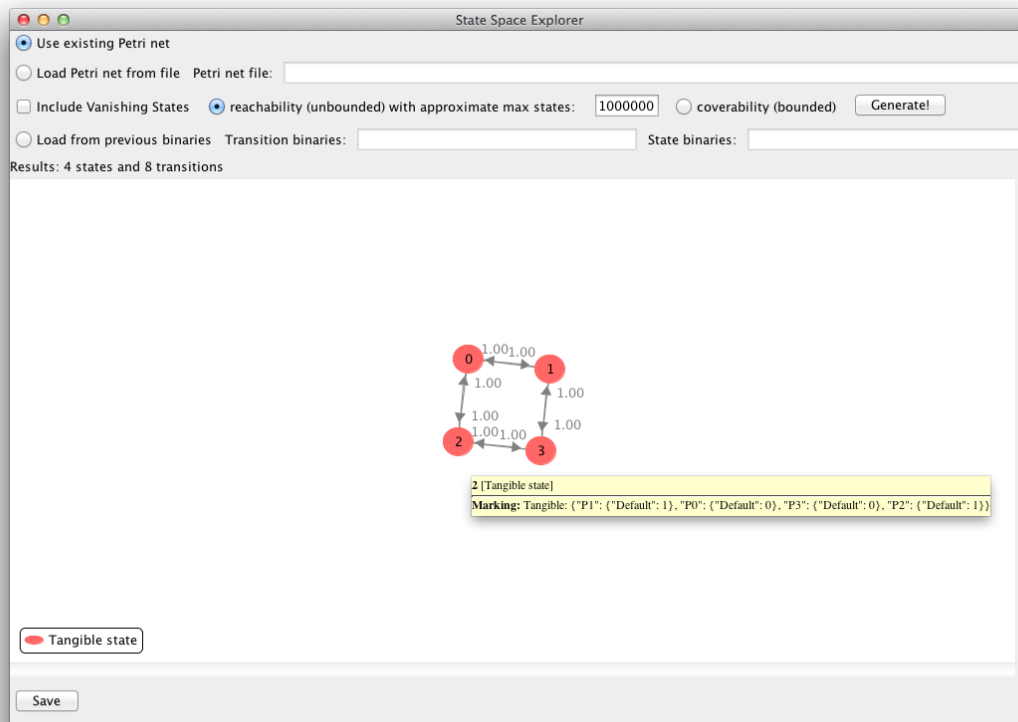 State Space Explorer
Use existing Petri net
Load Petri net from file Petri net file:
Include Vanishing States reachability (unbounded) with approximate max states: 1000000 coverability (bounded) Generate!
Load from previous binaries Transition binaries: State binaries:
Results: 4 states and 8 transitions
0 1.00 1.00 1
1.00 1.00
1.00 1.00
2 1.00 1.00 3
2 [Tangible state]
Marking: Tangible: {"P1": {"Default": 1}, "P0": {"Default": 0}, "P3": {"Default": 0}, "P2": {"Default": 1}}
Tangible state
Save